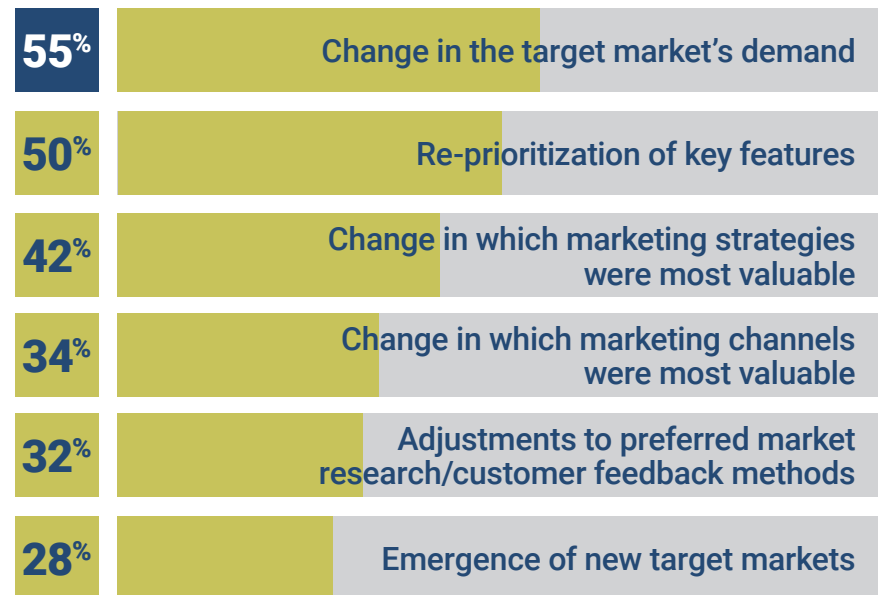 55%
Change in the target market’s demand
50%
Re-prioritization of key features
42%
Change in which marketing strategies
were most valuable
34%
Change in which marketing channels
were most valuable
32%
Adjustments to preferred market
research/customer feedback methods
28%
Emergence of new target markets